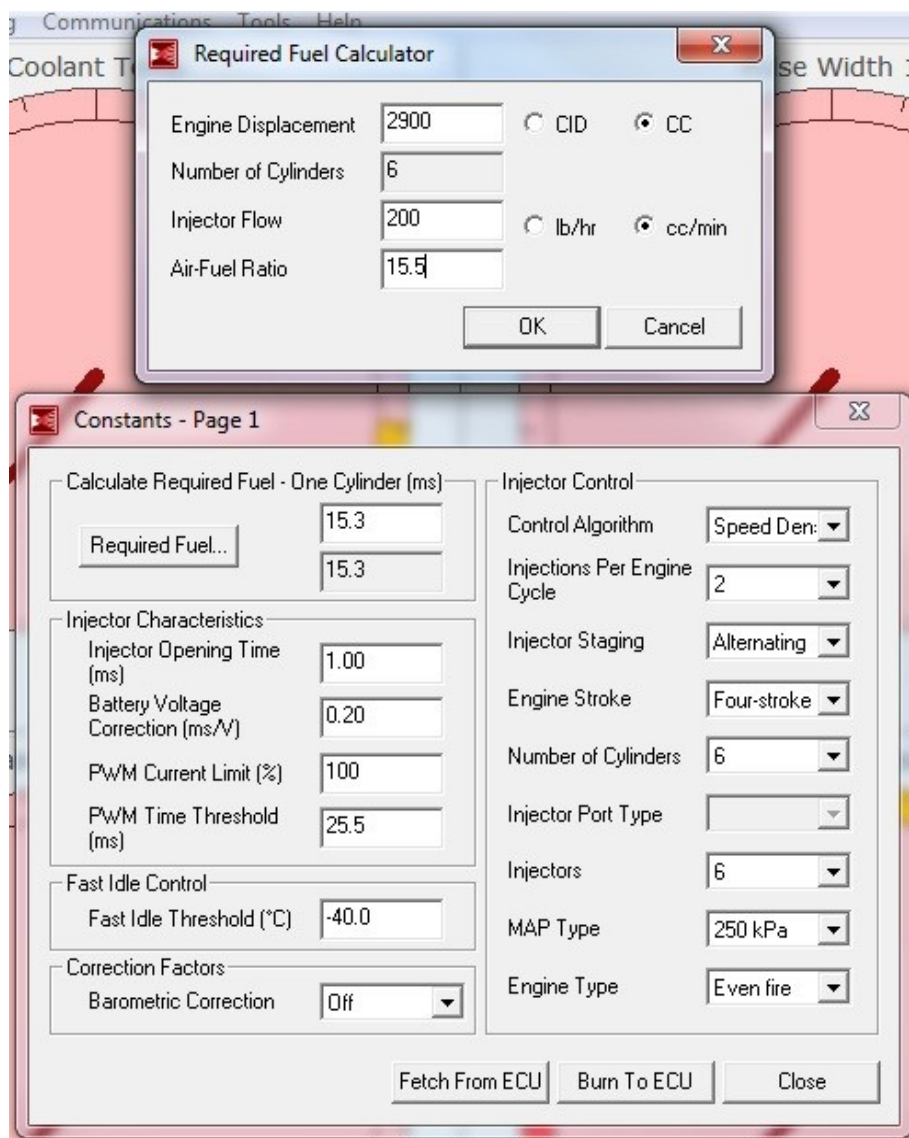 g Communications Tools Help
Coolant T
se Width 1
Required Fuel Calculator
Engine Displacement 2900 CID CC
Number of Cylinders 6
Injector Flow 200 lb/hr cc/min
Air-Fuel Ratio 15.5
OK Cancel
Constants - Page 1
Calculate Required Fuel - One Cylinder (ms)
Required Fuel... 15.3
15.3
Injector Characteristics
Injector Opening Time (ms) 1.00
Battery Voltage Correction (ms/V) 0.20
PWM Current Limit (%) 100
PWM Time Threshold (ms) 25.5
Fast Idle Control
Fast Idle Threshold (°C) -40.0
Correction Factors
Barometric Correction Off
Injector Control
Control Algorithm Speed Den:
Injections Per Engine Cycle 2
Injector Staging Alternating
Engine Stroke Four-stroke
Number of Cylinders 6
Injector Port Type
Injectors 6
MAP Type 250 kPa
Engine Type Even fire
Fetch From ECU Burn To ECU Close